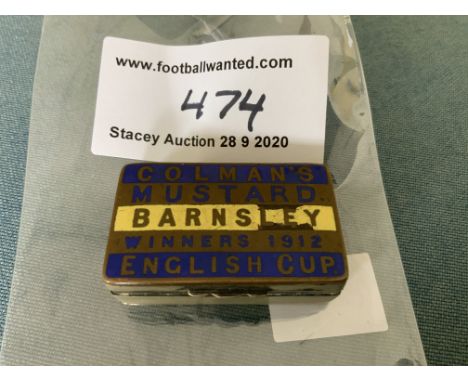 www.footballwanted.com
474
Stacey Auction 28 9 2020
COLMAN'S
MUSTARD
BARNSLEY
WINNERS 1912
ENGLISH CUP